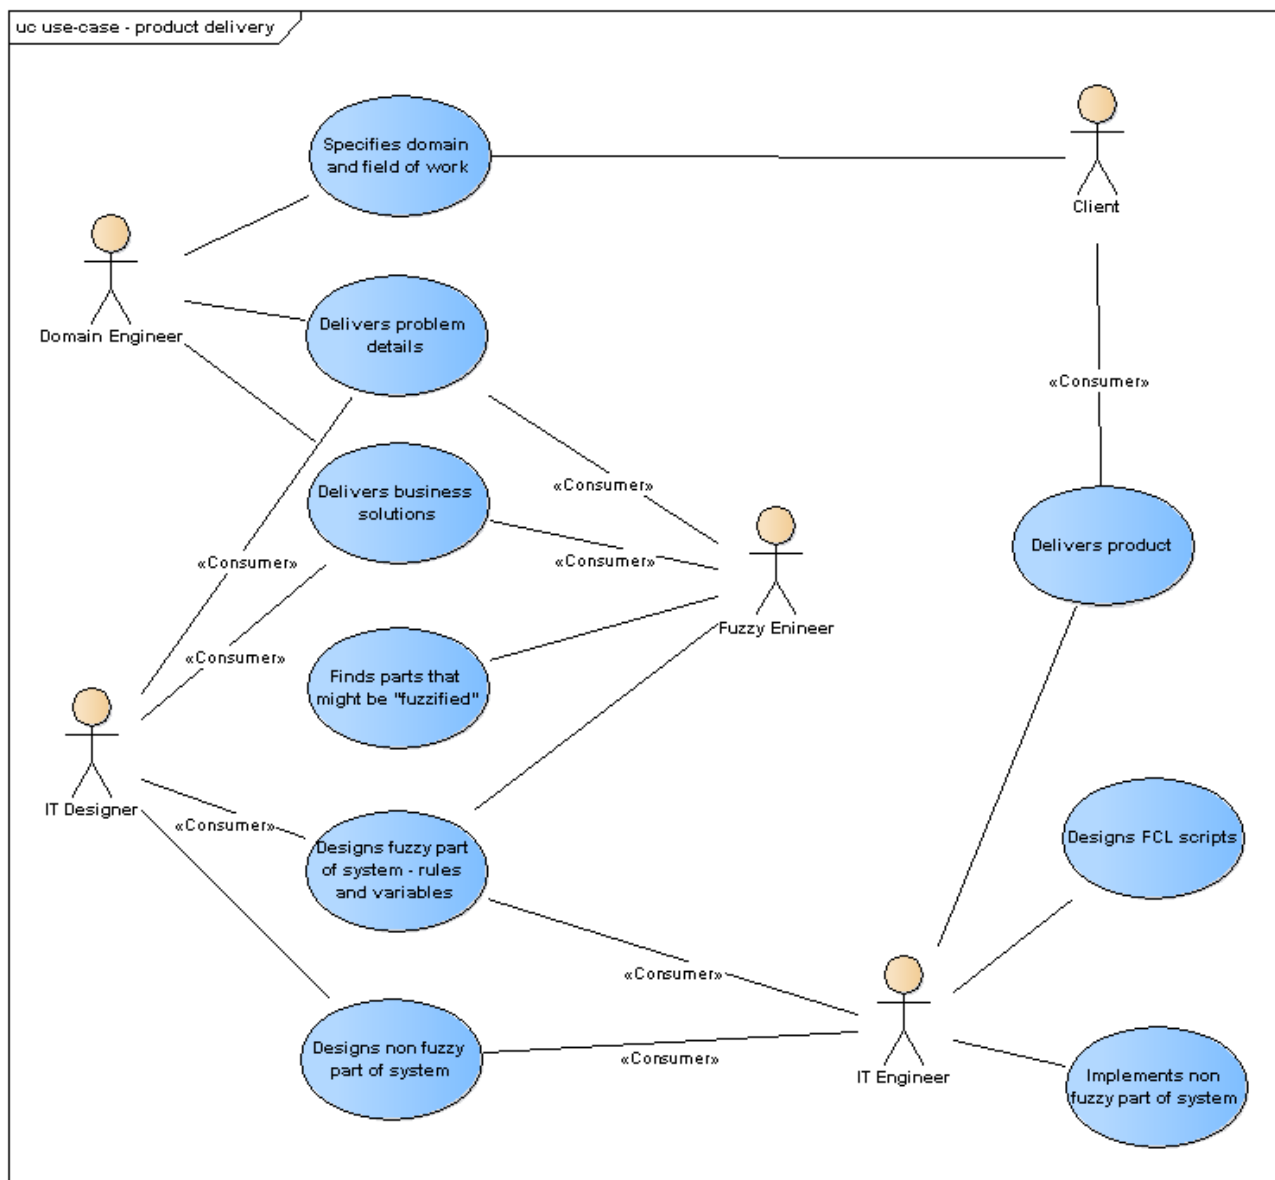 uc use-case - product delivery
Specifies domain
and field of work
Client
Domain Engineer
Delivers problem
details
«Consumer»
Delivers business
solutions
«Consumer»
«Consumer»
«Consumer»
Delivers product
Fuzzy Enineer
«Consumer»
Finds parts that
might be "fuzzified"
IT Designer
«Consumer»
Designs fuzzy part
of system - rules
and variables
Designs FCL scripts
«Consumer»
Designs non fuzzy
part of system
«Consumer»
IT Engineer
Implements non
fuzzy part of system